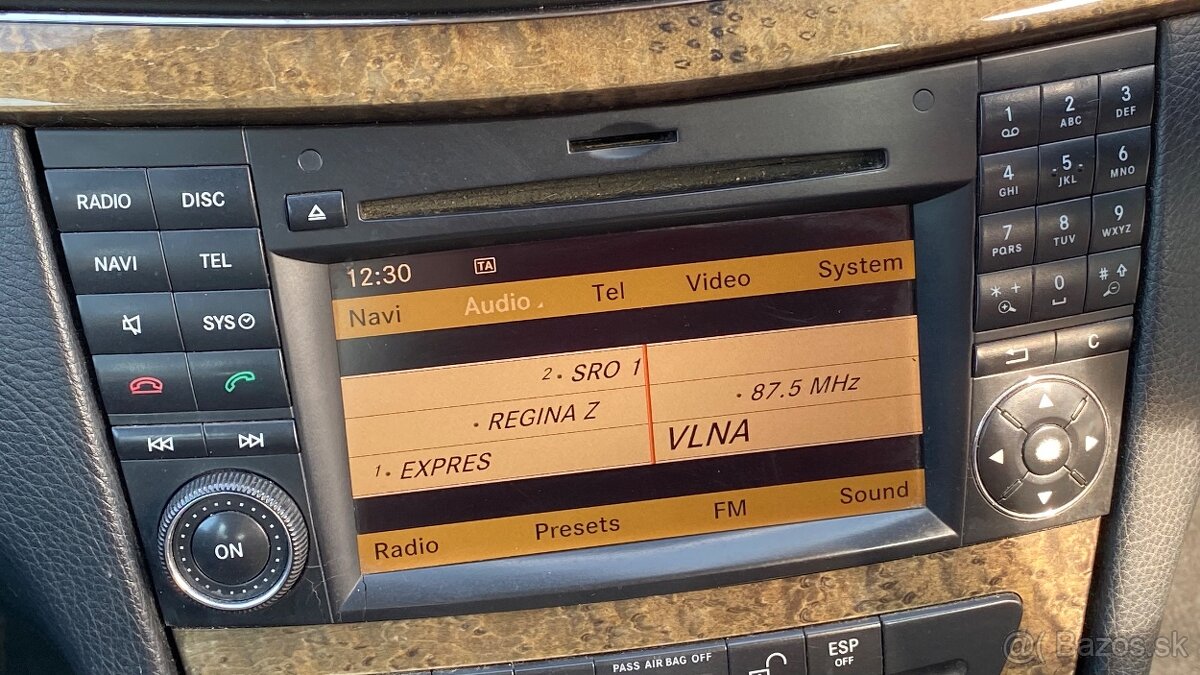 RADIO DISC
NAVI TEL
SYS
ON
12:30 TA
Navi Audio Tel Video System
2. SRO 1
· REGINA Z
1. EXPRES
· 87.5 MHz
VLNA
Radio Presets FM Sound
1 2 ABC 3 DEF
4 GHI 5 JKL 6 MNO
7 PQRS 8 TUV 9 WXYZ
* + 0 #
C
PASS AIR BAG OFF
ESP
OFF
@( Bazos.sk